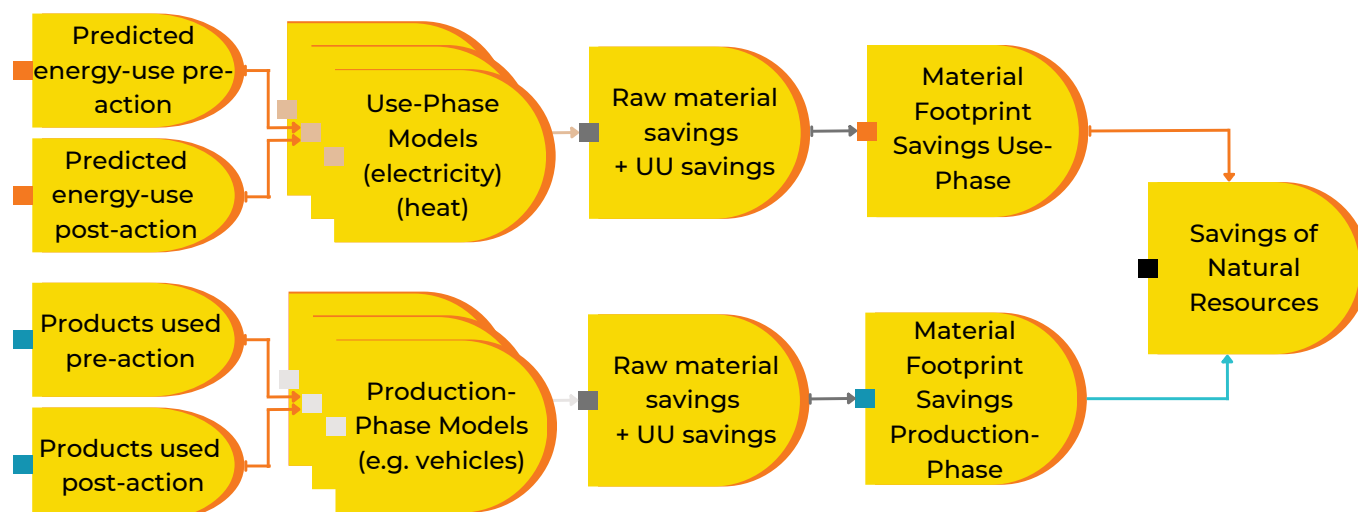 Predicted
energy-use pre-
action
Predicted
energy-use
post-action
Use-Phase
Models
(electricity)
(heat)
Raw material
savings
+ UU savings
Material
Footprint
Savings Use-
Phase
Savings of
Natural
Resources
Products used
pre-action
Products used
post-action
Production-
Phase Models
(e.g. vehicles)
Raw material
savings
+ UU savings
Material
Footprint
Savings
Production-
Phase